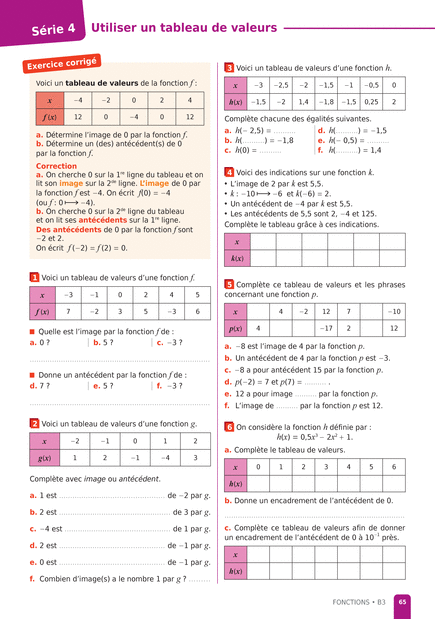 Série 4
Utiliser un tableau de valeurs
Exercice corrigé
Voici un tableau de valeurs de la fonction f :
x −4 −2 0 2 4
f(x) 12 0 −4 0 12
a. Détermine l'image de 0 par la fonction f.
b. Détermine un (des) antécédent(s) de 0
par la fonction f.
Correction
a. On cherche 0 sur la 1re ligne du tableau et on
lit son image sur la 2de ligne. L'image de 0 par
la fonction f est −4. On écrit f(0) = −4
(ou f : 0 ⟼ −4).
b. On cherche 0 sur la 2de ligne du tableau
et on lit ses antécédents sur la 1re ligne.
Des antécédents de 0 par la fonction f sont
−2 et 2.
On écrit f(−2) = f(2) = 0.
1 Voici un tableau de valeurs d'une fonction f.
x −3 −1 0 2 4 5
f(x) 7 −2 3 5 −3 6
■ Quelle est l'image par la fonction f de :
a. 0 ? b. 5 ? c. −3 ?
■ Donne un antécédent par la fonction f de :
d. 7 ? e. 5 ? f. −3 ?
2 Voici un tableau de valeurs d'une fonction g.
x −2 −1 0 1 2
g(x) 1 2 −1 −4 3
Complète avec image ou antécédent.
a. 1 est .......... de −2 par g.
b. 2 est .......... de 3 par g.
c. −4 est .......... de 1 par g.
d. 2 est .......... de −1 par g.
e. 0 est .......... de −1 par g.
f. Combien d'image(s) a le nombre 1 par g ? ..........
3 Voici un tableau de valeurs d'une fonction h.
x −3 −2,5 −2 −1,5 −1 −0,5 0
h(x) −1,5 −2 1,4 −1,8 −1,5 0,25 2
Complète chacune des égalités suivantes.
a. h(− 2,5) = .......... d. h(..........) = −1,5
b. h(..........) = −1,8 e. h(− 0,5) = ..........
c. h(0) = .......... f. h(..........) = 1,4
4 Voici des indications sur une fonction k.
• L'image de 2 par k est 5,5.
• k : −10 ⟼ −6 et k(−6) = 2.
• Un antécédent de −4 par k est 5,5.
• Les antécédents de 5,5 sont 2, −4 et 125.
Complète le tableau grâce à ces indications.
x
k(x)
5 Complète ce tableau de valeurs et les phrases
concernant une fonction p.
x 4 −2 12 7 −10
p(x) 4 −17 2 12
a. −8 est l'image de 4 par la fonction p.
b. Un antécédent de 4 par la fonction p est −3.
c. −8 a pour antécédent 15 par la fonction p.
d. p(−2) = 7 et p(7) = .......... .
e. 12 a pour image .......... par la fonction p.
f. L'image de .......... par la fonction p est 12.
6 On considère la fonction h définie par :
h(x) = 0,5x³ − 2x² + 1.
a. Complète le tableau de valeurs.
x 0 1 2 3 4 5 6
h(x)
b. Donne un encadrement de l'antécédent de 0.
c. Complète ce tableau de valeurs afin de donner
un encadrement de l'antécédent de 0 à 10⁻¹ près.
x
h(x)
FONCTIONS • B3 65